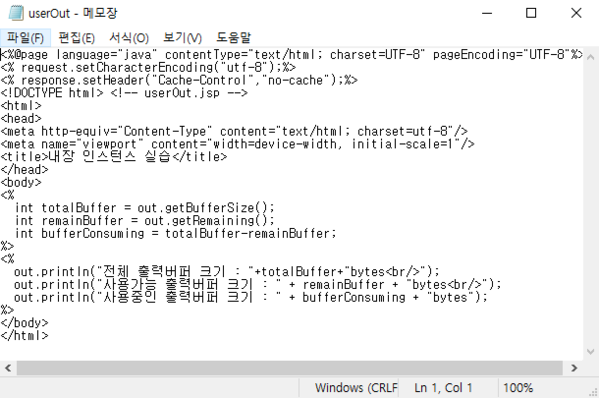 userOut - 메모장
파일(F) 편집(E) 서식(O) 보기(V) 도움말
<%@page language="java" contentType="text/html; charset=UTF-8" pageEncoding="UTF-8"%>
<% request.setCharacterEncoding("utf-8");%>
<% response.setHeader("Cache-Control","no-cache");%>
<!DOCTYPE html> <!-- userOut.jsp -->
<html>
<head>
<meta http-equiv="Content-Type" content="text/html; charset=utf-8"/>
<meta name="viewport" content="width=device-width, initial-scale=1"/>
<title>내장 인스턴스 실습</title>
</head>
<body>
<%
  int totalBuffer = out.getBufferSize();
  int remainBuffer = out.getRemaining();
  int bufferConsuming = totalBuffer-remainBuffer;
%>
<%
  out.println("전체 출력버퍼 크기 : "+totalBuffer+"bytes<br/>");
  out.println("사용가능 출력버퍼 크기 : " + remainBuffer + "bytes<br/>");
  out.println("사용중인 출력버퍼 크기 : " + bufferConsuming + "bytes");
%>
</body>
</html>
Windows (CRLF Ln 1, Col 1 100%